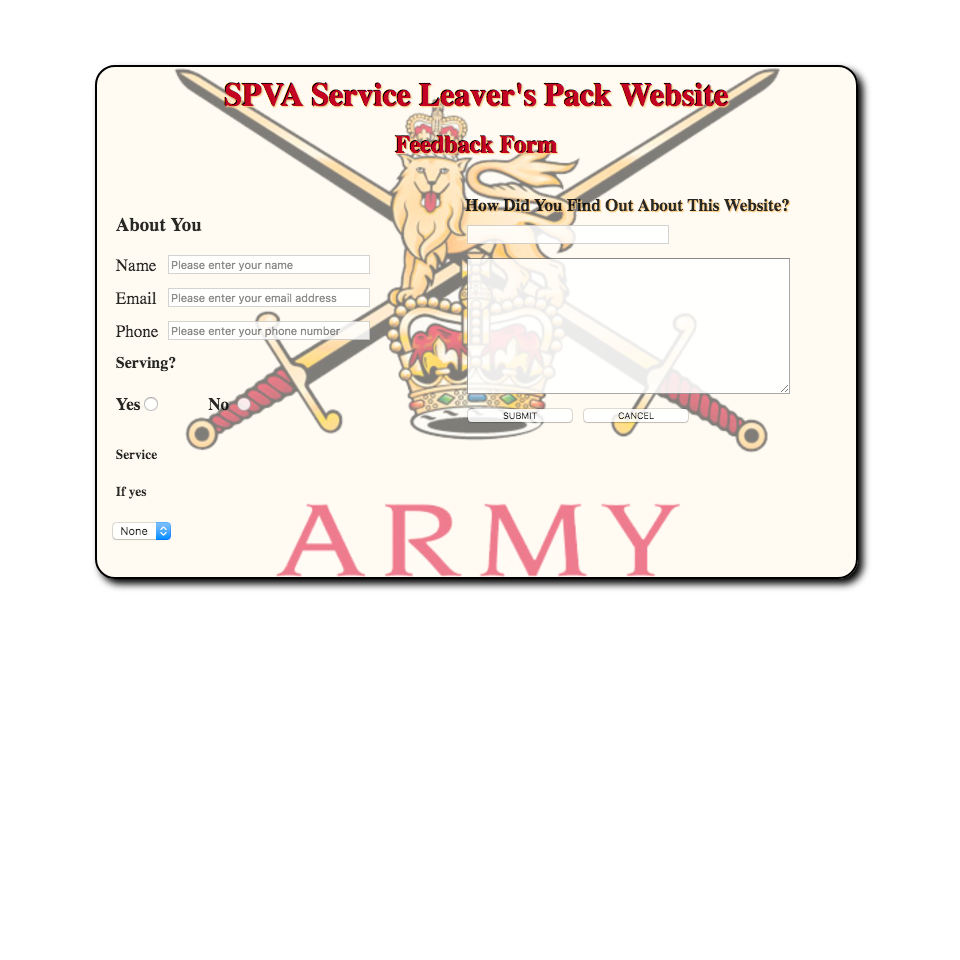 SPVA Service Leaver's Pack Website
Feedback Form
About You
Name Please enter your name
Email Please enter your email address
Phone Please enter your phone number
Serving?
Yes No
Service
If yes
None
How Did You Find Out About This Website?
SUBMIT CANCEL
ARMY